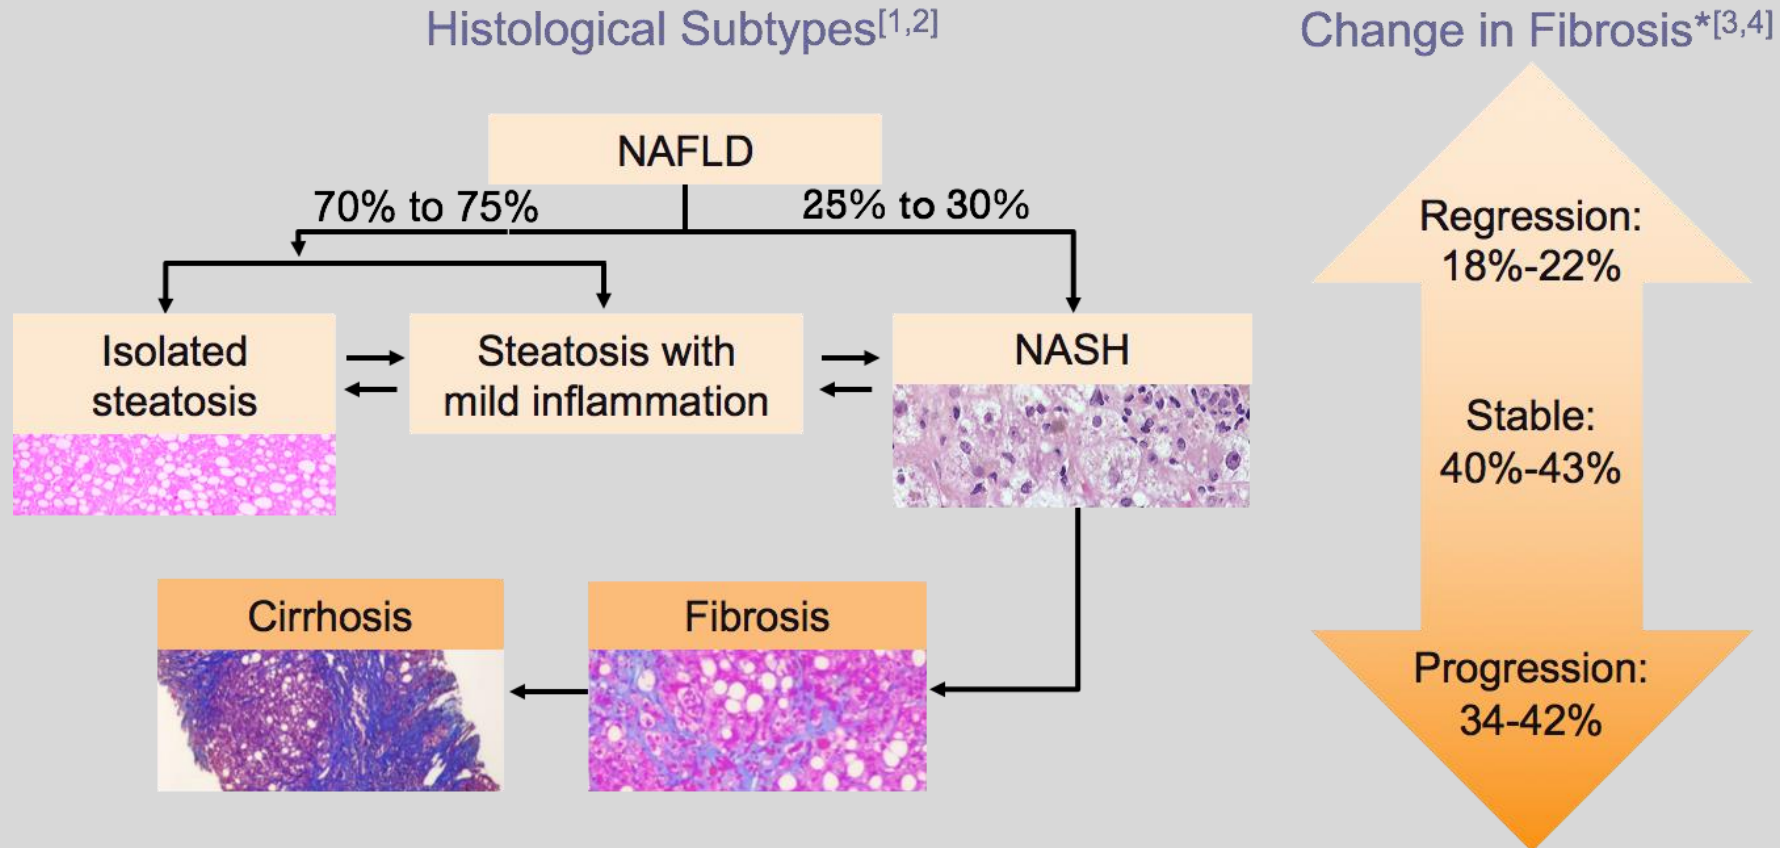 Histological Subtypes[1,2]
Change in Fibrosis*[3,4]
NAFLD
70% to 75%
25% to 30%
Isolated
steatosis
Steatosis with
mild inflammation
NASH
Cirrhosis
Fibrosis
Regression:
18%-22%
Stable:
40%-43%
Progression:
34-42%